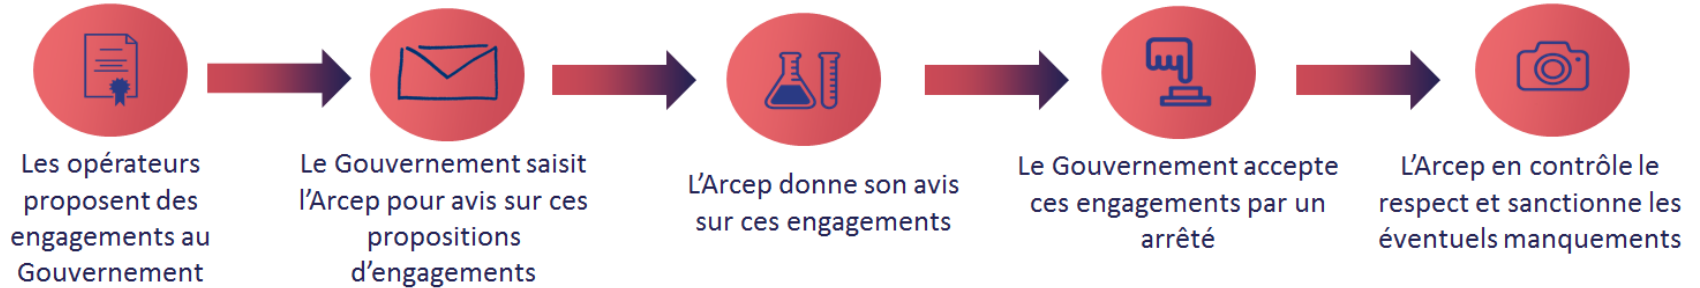 Les opérateurs
proposent des
engagements au
Gouvernement
Le Gouvernement saisit
l’Arcep pour avis sur ces
propositions
d’engagements
L’Arcep donne son avis
sur ces engagements
Le Gouvernement accepte
ces engagements par un
arrêté
L’Arcep en contrôle le
respect et sanctionne les
éventuels manquements